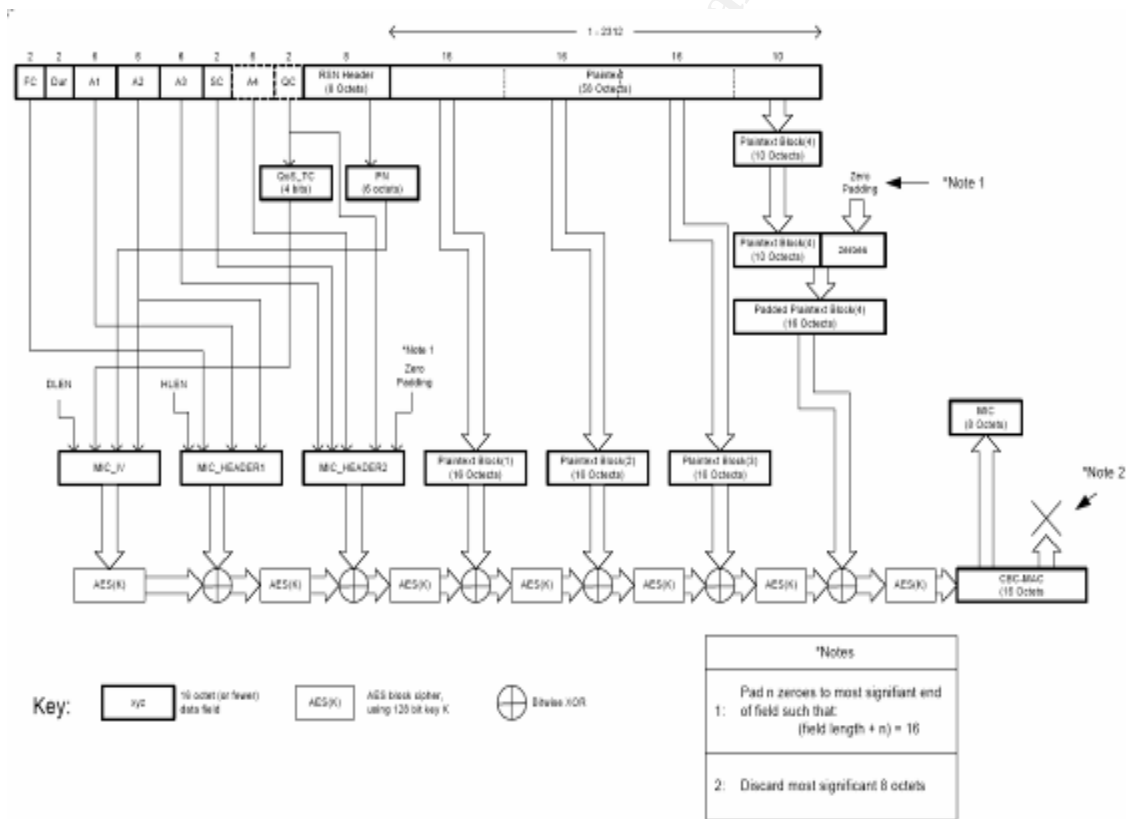 1 - 2312
2 2 6 6 6 2 6 2 8 16 16 16 10
FC Dur A1 A2 A3 SC A4 QC RSN Header
(8 Octets)
Plaintext
(58 Octets)
Plaintext Block(4)
(10 Octects)
QoS_TC
(4 bits)
PN
(6 octets)
Zero
Padding
*Note 1
Plaintext Block(4)
(10 Octects)
zeroes
Padded Plaintext Block(4)
(16 Octects)
*Note 1
Zero
Padding
DLEN
HLEN
MIC
(8 Octets)
MIC_IV
MIC_HEADER1
MIC_HEADER2
Plaintext Block(1)
(16 Octects)
Plaintext Block(2)
(16 Octects)
Plaintext Block(3)
(16 Octects)
*Note 2
AES(K) AES(K) AES(K) AES(K) AES(K) AES(K) AES(K)
CBC-MAC
(16 Octets
*Notes
Key:
xyz
16 octet (or fewer)
data field
AES(K)
AES block cipher,
using 128 bit key K
Bitwise XOR
1: Pad n zeroes to most signifiant end
of field such that:
(field length + n) = 16
2: Discard most significant 8 octets